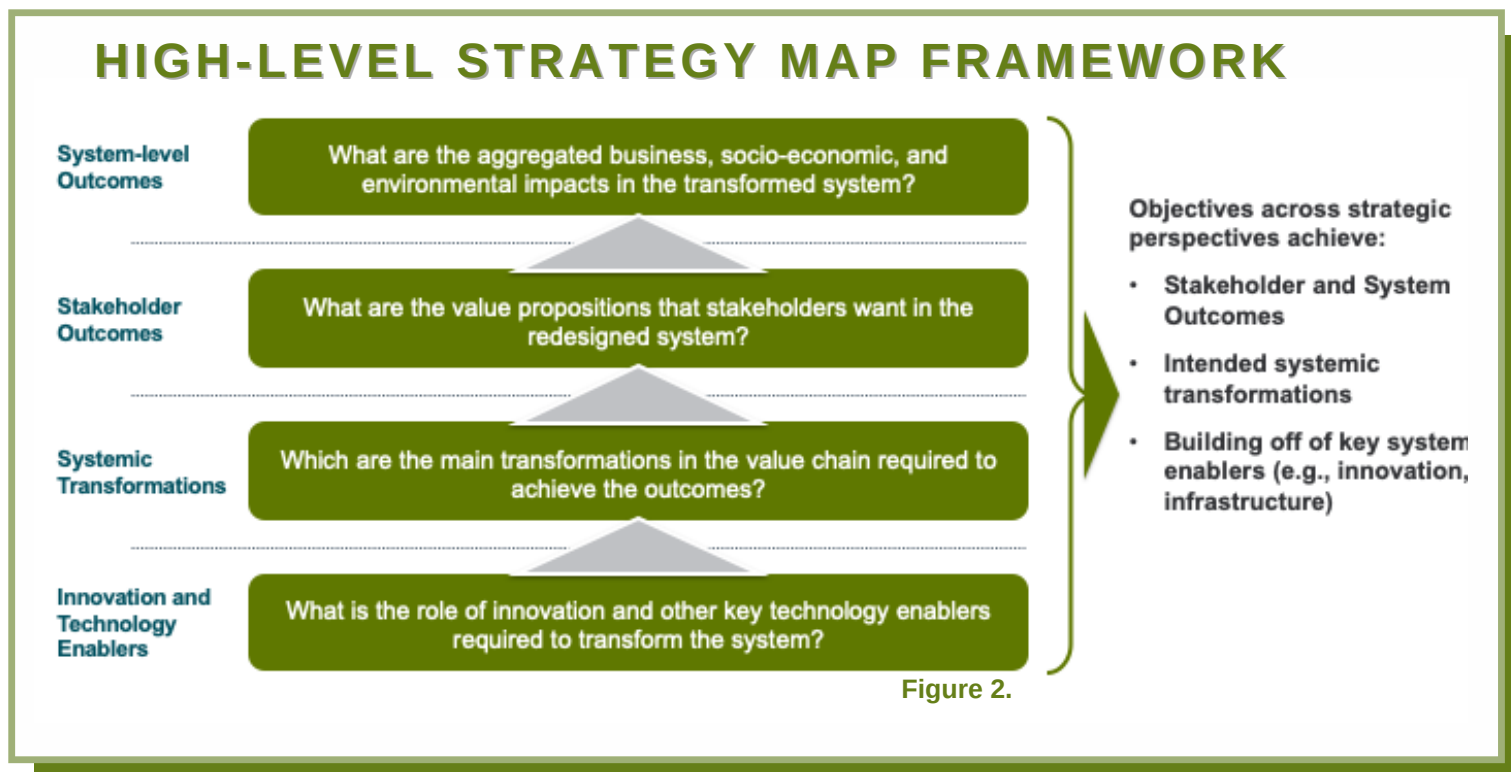 HIGH-LEVEL STRATEGY MAP FRAMEWORK
System-level
Outcomes
What are the aggregated business, socio-economic, and
environmental impacts in the transformed system?
Stakeholder
Outcomes
What are the value propositions that stakeholders want in the
redesigned system?
Systemic
Transformations
Which are the main transformations in the value chain required to
achieve the outcomes?
Innovation and
Technology
Enablers
What is the role of innovation and other key technology enablers
required to transform the system?
Objectives across strategic
perspectives achieve:
• Stakeholder and System
Outcomes
• Intended systemic
transformations
• Building off of key system
enablers (e.g., innovation,
infrastructure)
Figure 2.